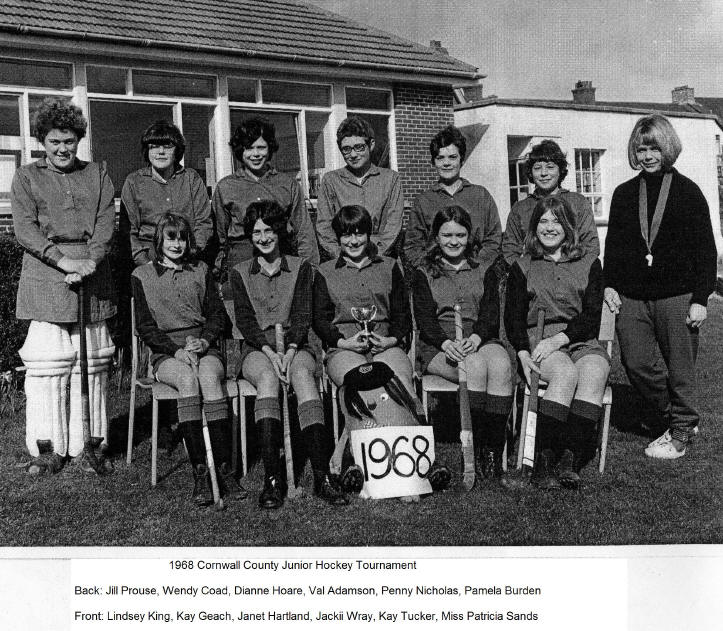 1968
1968 Cornwall County Junior Hockey Tournament
Back: Jill Prouse, Wendy Coad, Dianne Hoare, Val Adamson, Penny Nicholas, Pamela Burden
Front: Lindsey King, Kay Geach, Janet Hartland, Jackii Wray, Kay Tucker, Miss Patricia Sands